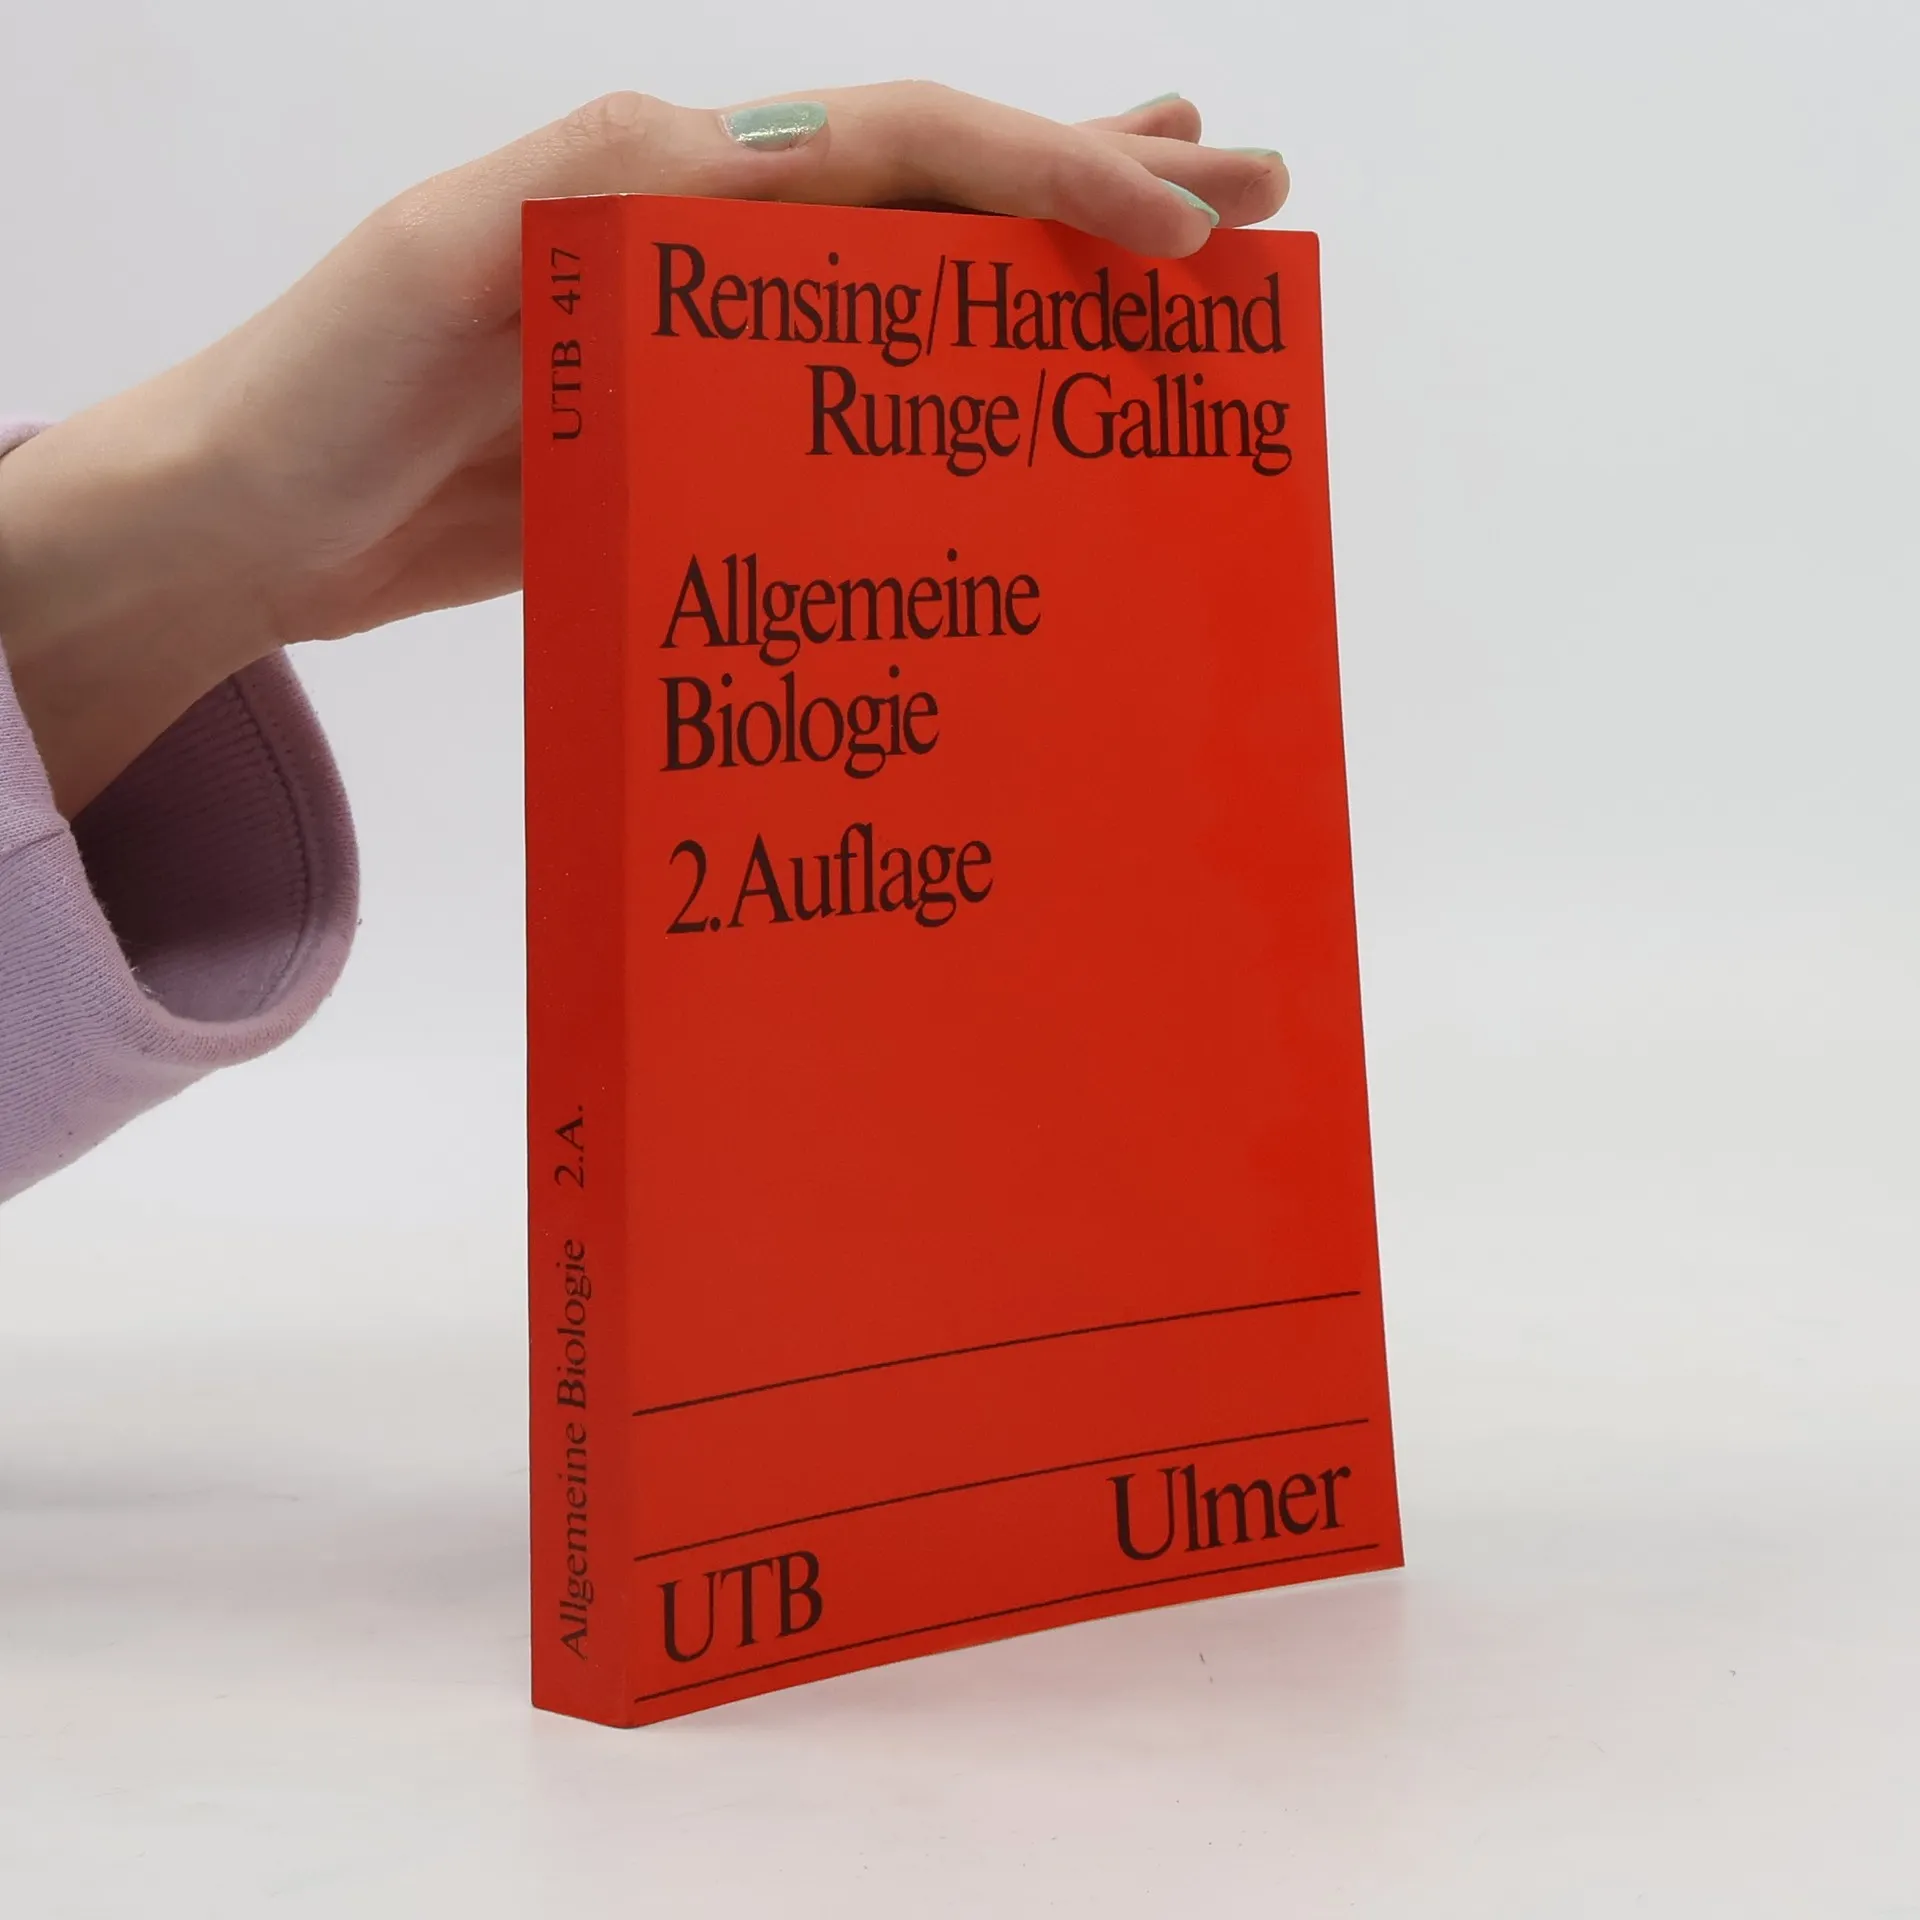 Rensing/Hardeland
Runge/Galling
Allgemeine
Biologie
2. Auflage
Ulmer
UTB
Allgemeine Biologie 2.A. UTB 417